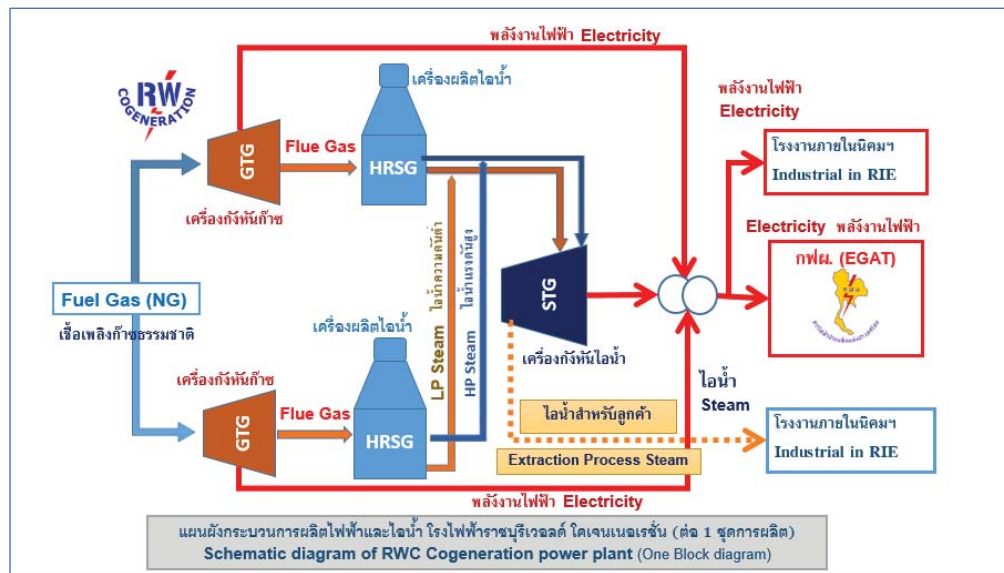 พลังงานไฟฟ้า Electricity
เครื่องผลิตไอน้ำ
RW
COGENERATION
GTG
Flue Gas
HRSG
เครื่องกังหันก๊าซ
พลังงานไฟฟ้า
Electricity
โรงงานภายในนิคมฯ
Industrial in RIE
Electricity พลังงานไฟฟ้า
กฟผ. (EGAT)
Fuel Gas (NG)
เชื้อเพลิงก๊าซธรรมชาติ
LP Steam ไอน้ำความดันต่ำ
HP Steam ไอน้ำแรงดันสูง
STG
เครื่องกังหันไอน้ำ
เครื่องผลิตไอน้ำ
เครื่องกังหันก๊าซ
GTG
Flue Gas
HRSG
ไอน้ำ
Steam
ไอน้ำสำหรับลูกค้า
Extraction Process Steam
โรงงานภายในนิคมฯ
Industrial in RIE
พลังงานไฟฟ้า Electricity
แผนผังกระบวนการผลิตไฟฟ้าและไอน้ำ โรงไฟฟ้าราชบุรีเวอลด์ โคเจนเนอเรชั่น (ต่อ 1 ชุดการผลิต)
Schematic diagram of RWC Cogeneration power plant (One Block diagram)